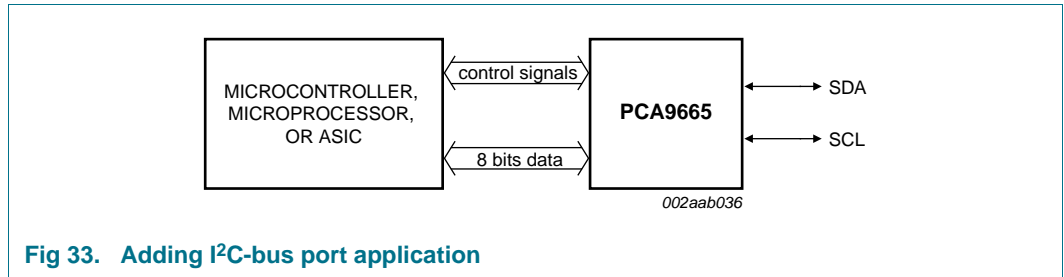 MICROCONTROLLER,
MICROPROCESSOR,
OR ASIC
control signals
8 bits data
PCA9665
SDA
SCL
002aab036
Fig 33. Adding I²C-bus port application